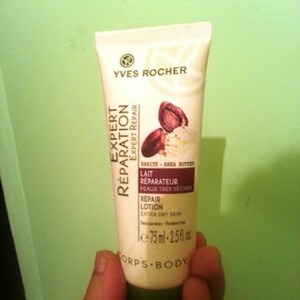 YVES ROCHER
EXPERT
RÉPARATION
EXPERT REPAIR
KARITÉ - SHEA BUTTER
LAIT
RÉPARATEUR
PEAUX TRÈS SÈCHES
REPAIR
LOTION
EXTRA DRY SKIN
e 75 ml - 2.5 fl.oz
CORPS • BODY